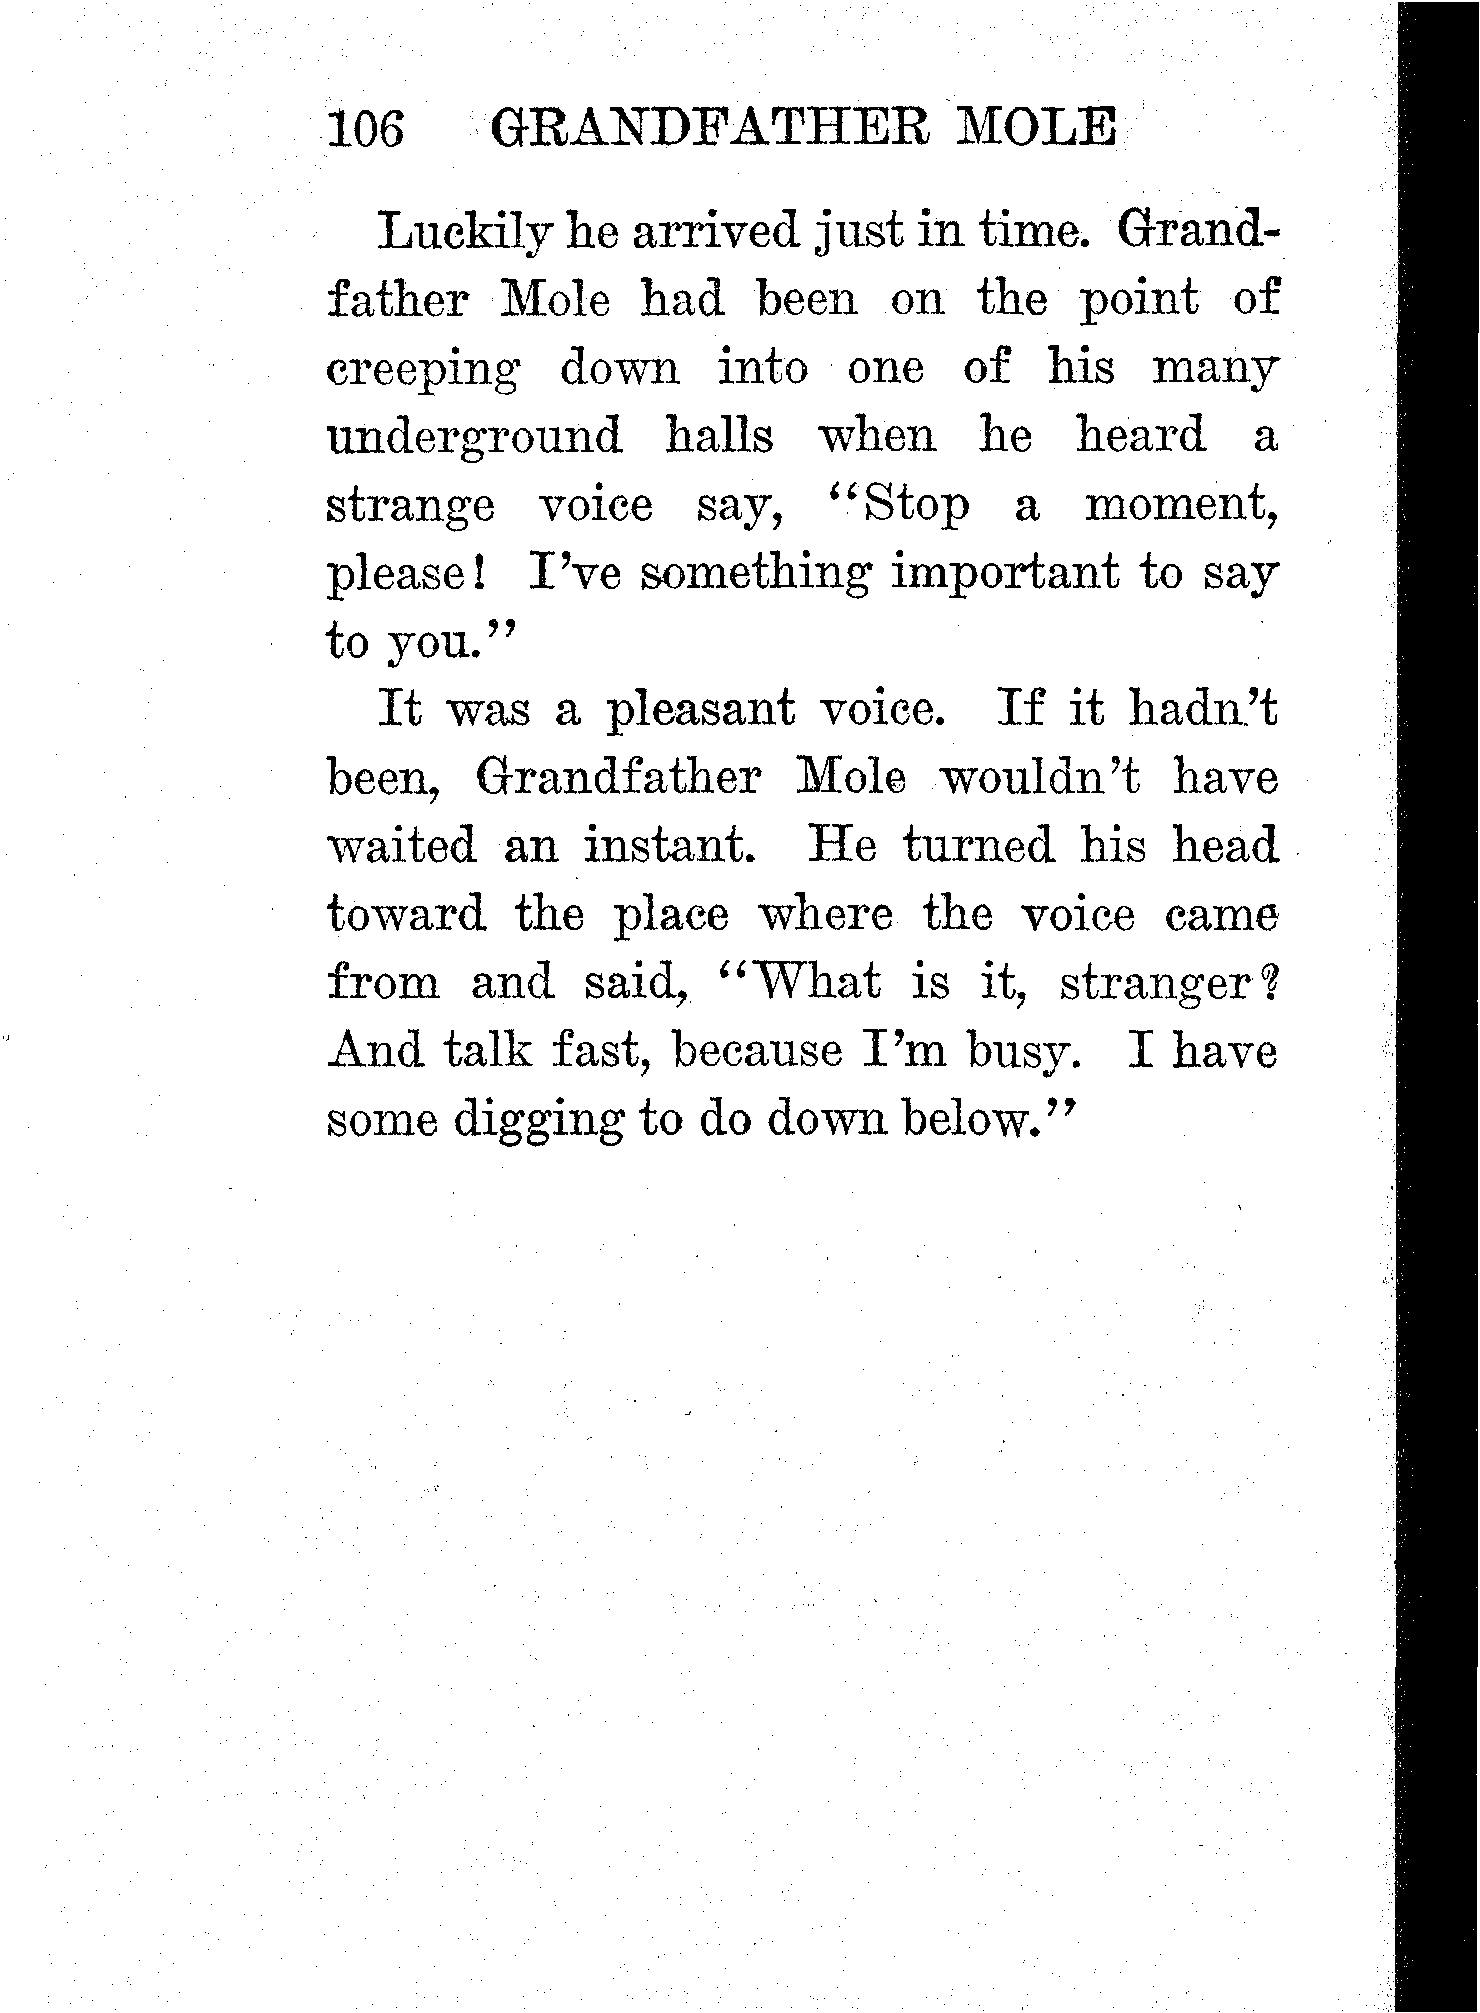 106 GRANDFATHER MOLE
Luckily he arrived just in time. Grand-
father Mole had been on the point of
creeping down into one of his many
underground halls when he heard a
strange voice say, "Stop a moment,
please! I've something important to say
to you."
It was a pleasant voice. If it hadn't
been, Grandfather Mole wouldn't have
waited an instant. He turned his head
toward the place where the voice came
from and said, "What is it, stranger?
And talk fast, because I'm busy. I have
some digging to do down below."